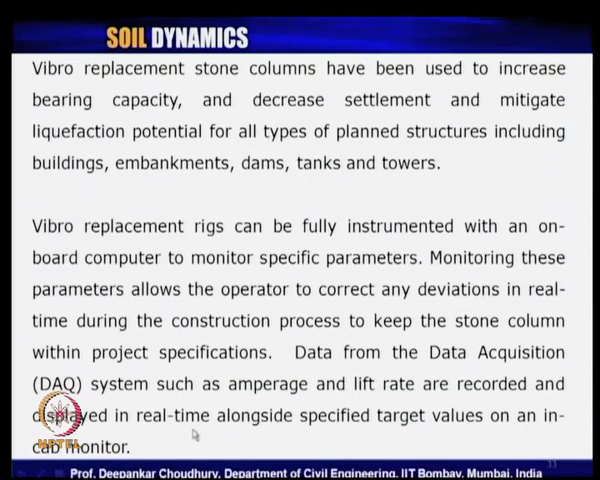 SOIL DYNAMICS
Vibro replacement stone columns have been used to increase
bearing capacity, and decrease settlement and mitigate
liquefaction potential for all types of planned structures including
buildings, embankments, dams, tanks and towers.
Vibro replacement rigs can be fully instrumented with an on-
board computer to monitor specific parameters. Monitoring these
parameters allows the operator to correct any deviations in real-
time during the construction process to keep the stone column
within project specifications. Data from the Data Acquisition
(DAQ) system such as amperage and lift rate are recorded and
displayed in real-time alongside specified target values on an in-
cab monitor.
NPTEL
11
Prof. Deepankar Choudhury, Department of Civil Engineering, IIT Bombay, Mumbai, India